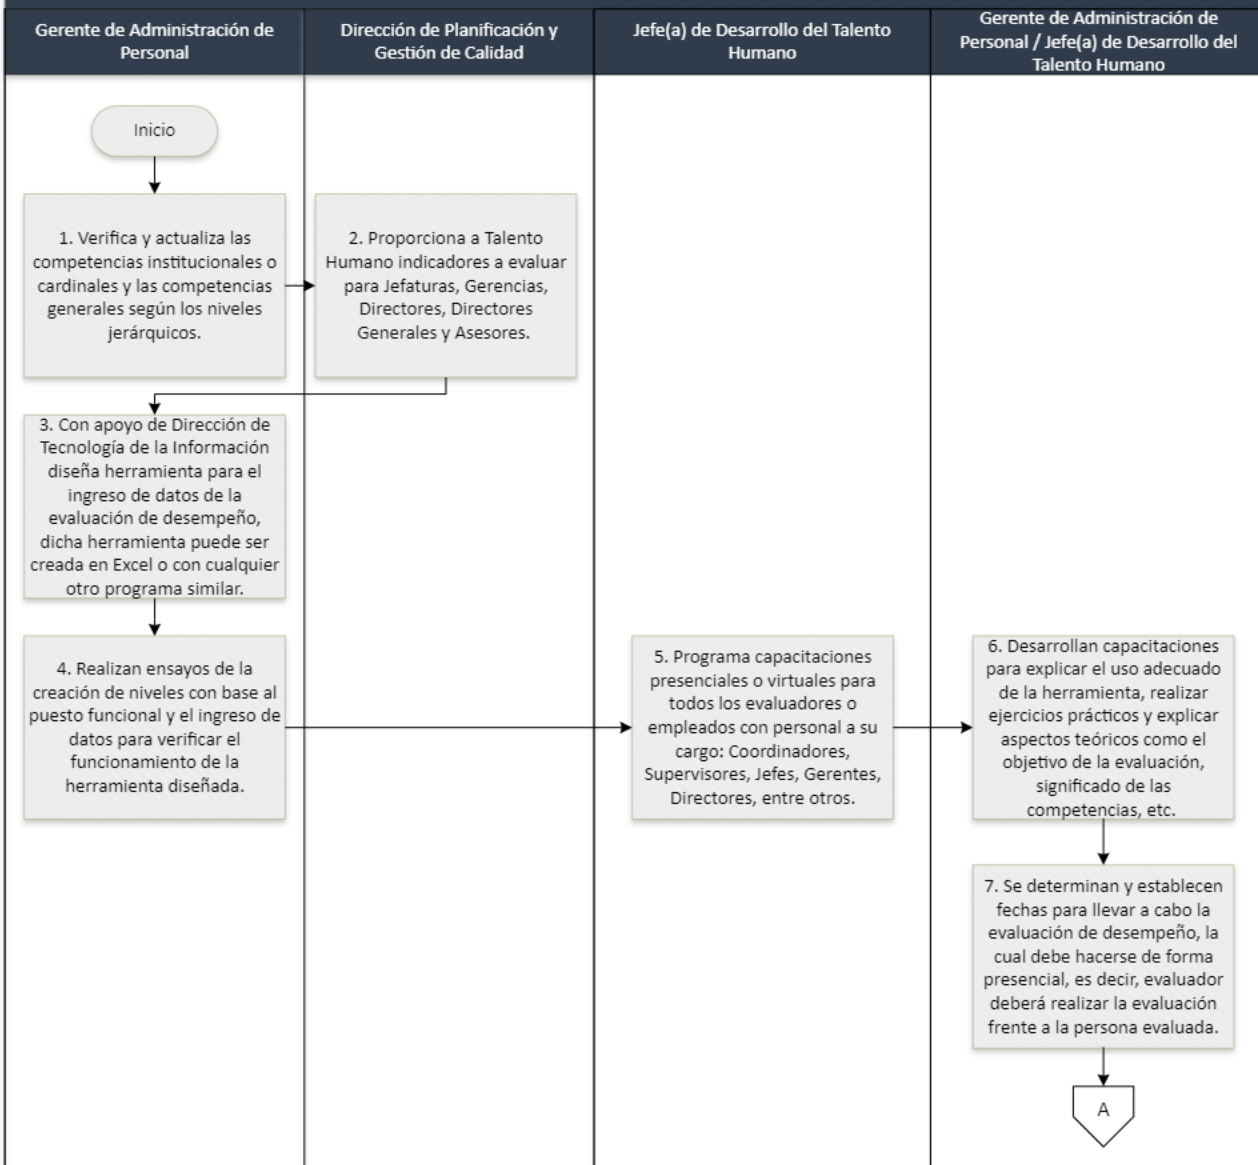 Gerente de Administración de
Personal
Dirección de Planificación y
Gestión de Calidad
Jefe(a) de Desarrollo del Talento
Humano
Gerente de Administración de
Personal / Jefe(a) de Desarrollo del
Talento Humano
Inicio
1. Verifica y actualiza las
competencias institucionales o
cardinales y las competencias
generales según los niveles
jerárquicos.
2. Proporciona a Talento
Humano indicadores a evaluar
para Jefaturas, Gerencias,
Directores, Directores
Generales y Asesores.
3. Con apoyo de Dirección de
Tecnología de la Información
diseña herramienta para el
ingreso de datos de la
evaluación de desempeño,
dicha herramienta puede ser
creada en Excel o con cualquier
otro programa similar.
4. Realizan ensayos de la
creación de niveles con base al
puesto funcional y el ingreso de
datos para verificar el
funcionamiento de la
herramienta diseñada.
5. Programa capacitaciones
presenciales o virtuales para
todos los evaluadores o
empleados con personal a su
cargo: Coordinadores,
Supervisores, Jefes, Gerentes,
Directores, entre otros.
6. Desarrollan capacitaciones
para explicar el uso adecuado
de la herramienta, realizar
ejercicios prácticos y explicar
aspectos teóricos como el
objetivo de la evaluación,
significado de las
competencias, etc.
7. Se determinan y establecen
fechas para llevar a cabo la
evaluación de desempeño, la
cual debe hacerse de forma
presencial, es decir, evaluador
deberá realizar la evaluación
frente a la persona evaluada.
A